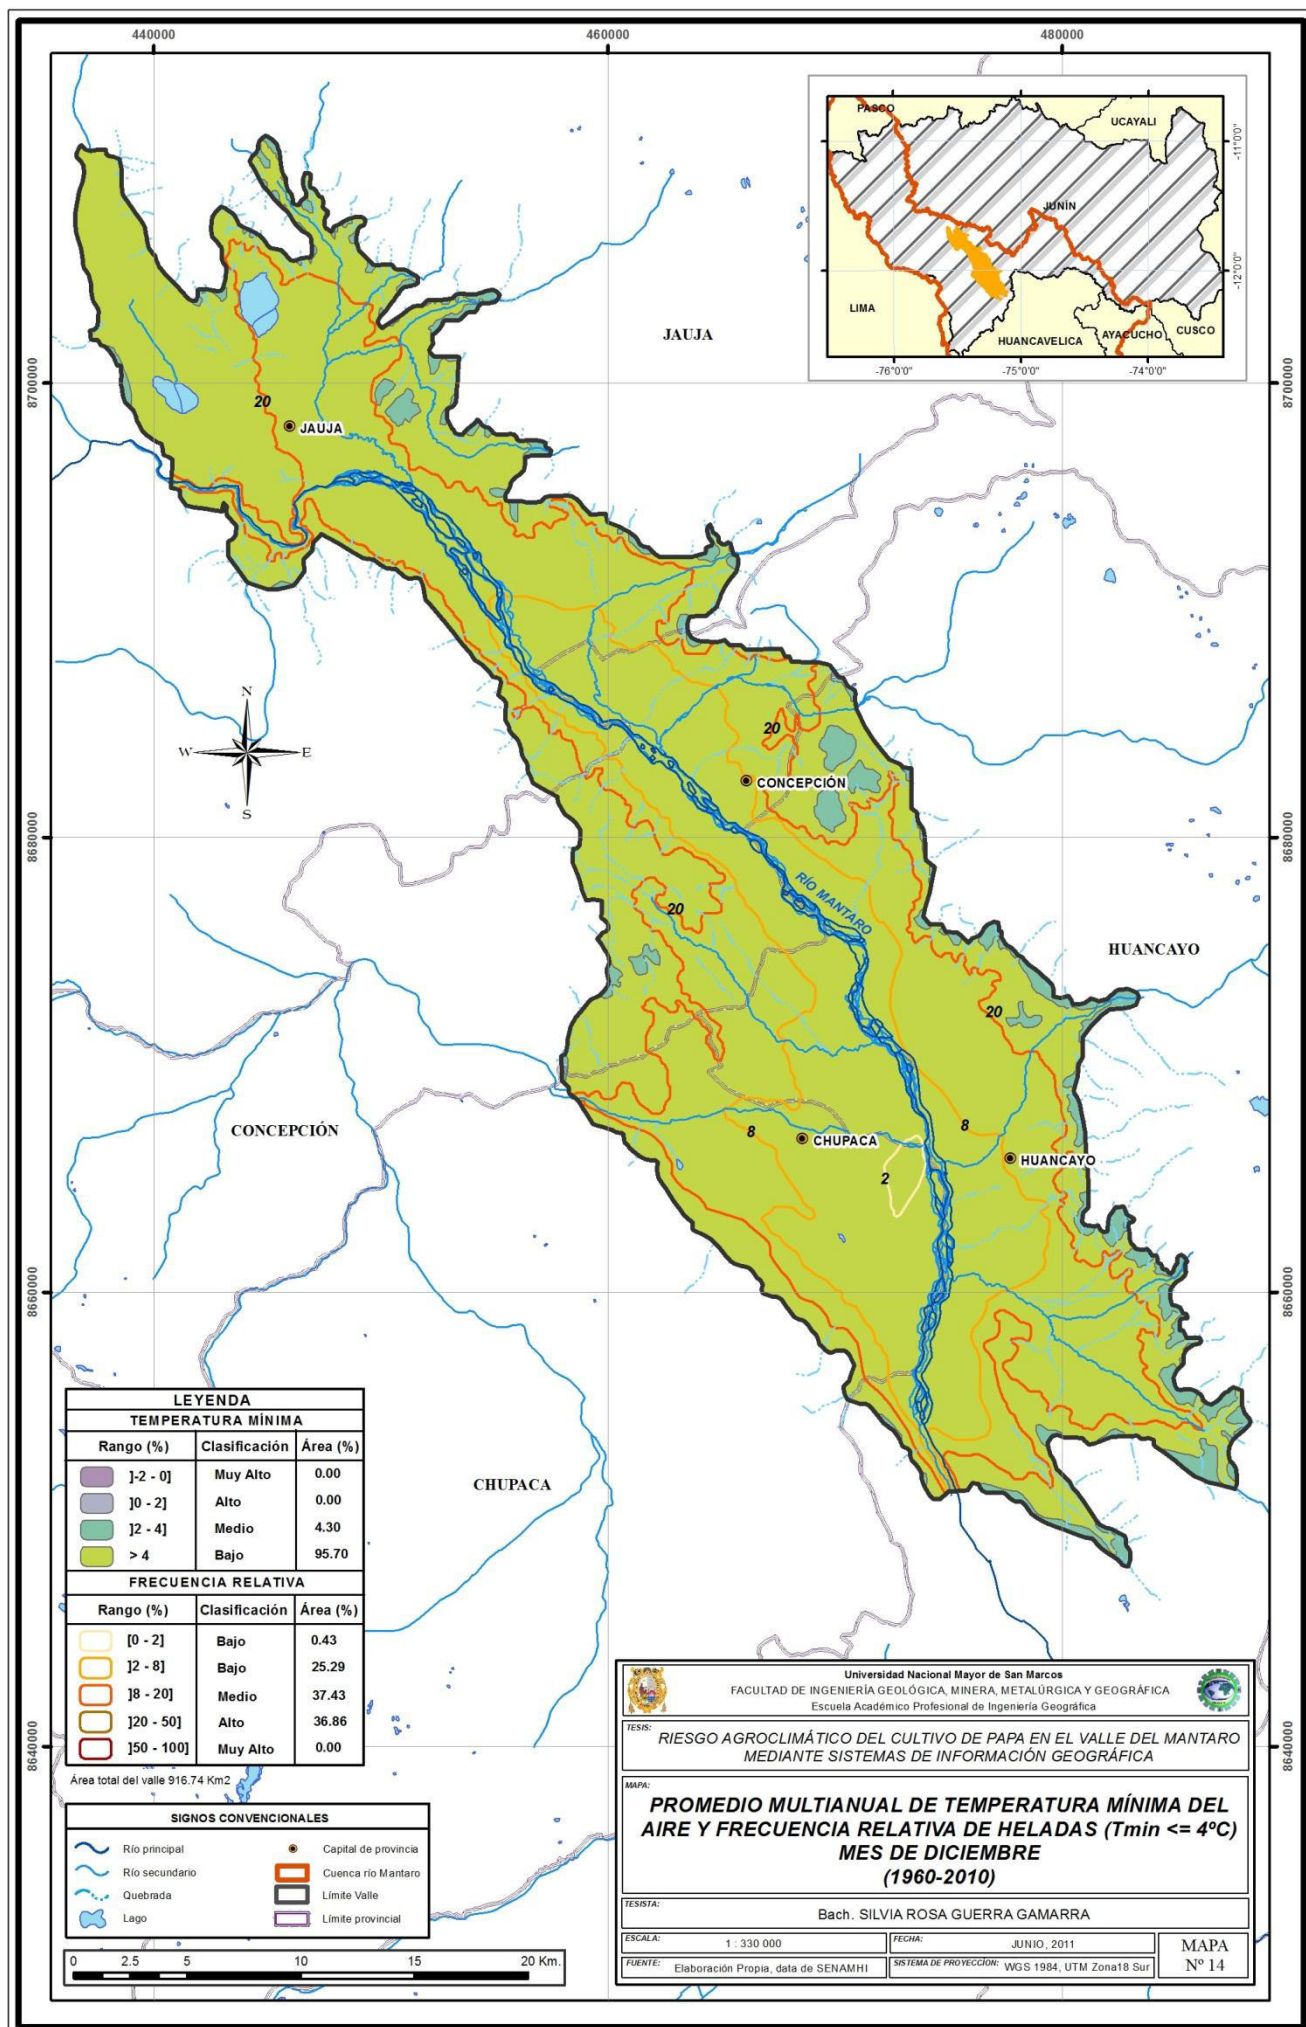 440000
460000
480000
PASCO
UCAYALI
JUNÍN
LIMA
HUANCAVELICA
AYACUCHO
CUSCO
-11°0'0"
-12°0'0"
-76°0'0"
-75°0'0"
-74°0'0"
JAUJA
8700000
8700000
20
JAUJA
N
W
E
S
20
CONCEPCIÓN
8680000
8680000
RÍO MANTARO
20
HUANCAYO
20
CONCEPCIÓN
8
CHUPACA
8
HUANCAYO
2
8660000
8660000
CHUPACA
LEYENDA
TEMPERATURA MÍNIMA
Rango (%) Clasificación Área (%)
]-2 - 0] Muy Alto 0.00
]0 - 2] Alto 0.00
]2 - 4] Medio 4.30
> 4 Bajo 95.70
FRECUENCIA RELATIVA
Rango (%) Clasificación Área (%)
[0 - 2] Bajo 0.43
]2 - 8] Bajo 25.29
]8 - 20] Medio 37.43
]20 - 50] Alto 36.86
]50 - 100] Muy Alto 0.00
Área total del valle 916.74 Km2
8640000
8640000
SIGNOS CONVENCIONALES
Río principal
Río secundario
Quebrada
Lago
Capital de provincia
Cuenca río Mantaro
Límite Valle
Límite provincial
0 2.5 5 10 15 20 Km.
Universidad Nacional Mayor de San Marcos
FACULTAD DE INGENIERÍA GEOLÓGICA, MINERA, METALÚRGICA Y GEOGRÁFICA
Escuela Académico Profesional de Ingeniería Geográfica
TESIS:
RIESGO AGROCLIMÁTICO DEL CULTIVO DE PAPA EN EL VALLE DEL MANTARO
MEDIANTE SISTEMAS DE INFORMACIÓN GEOGRÁFICA
MAPA:
PROMEDIO MULTIANUAL DE TEMPERATURA MÍNIMA DEL
AIRE Y FRECUENCIA RELATIVA DE HELADAS (Tmin <= 4ºC)
MES DE DICIEMBRE
(1960-2010)
TESISTA:
Bach. SILVIA ROSA GUERRA GAMARRA
ESCALA: 1 : 330 000
FECHA: JUNIO, 2011
FUENTE: Elaboración Propia, data de SENAMHI
SISTEMA DE PROYECCIÓN: WGS 1984, UTM Zona18 Sur
MAPA
Nº 14